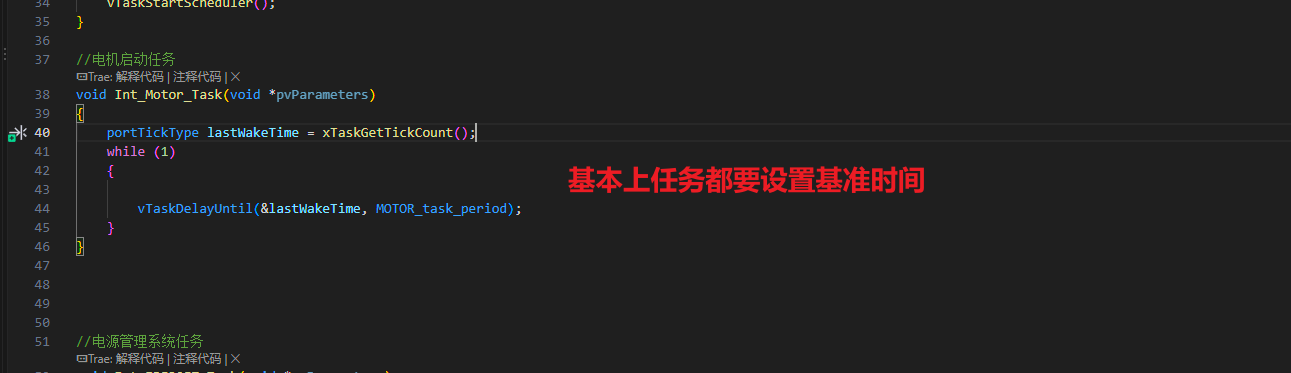 34 vTaskStartScheduler();
35 }
36
37 //电机启动任务
Trae: 解释代码 | 注释代码 | ×
38 void Int_Motor_Task(void *pvParameters)
39 {
40 portTickType lastWakeTime = xTaskGetTickCount();
41 while (1)
42 {
基本上任务都要设置基准时间
43
44 vTaskDelayUntil(&lastWakeTime, MOTOR_task_period);
45 }
46 }
47
48
49
50
51 //电源管理系统任务
Trae: 解释代码 | 注释代码 | ×